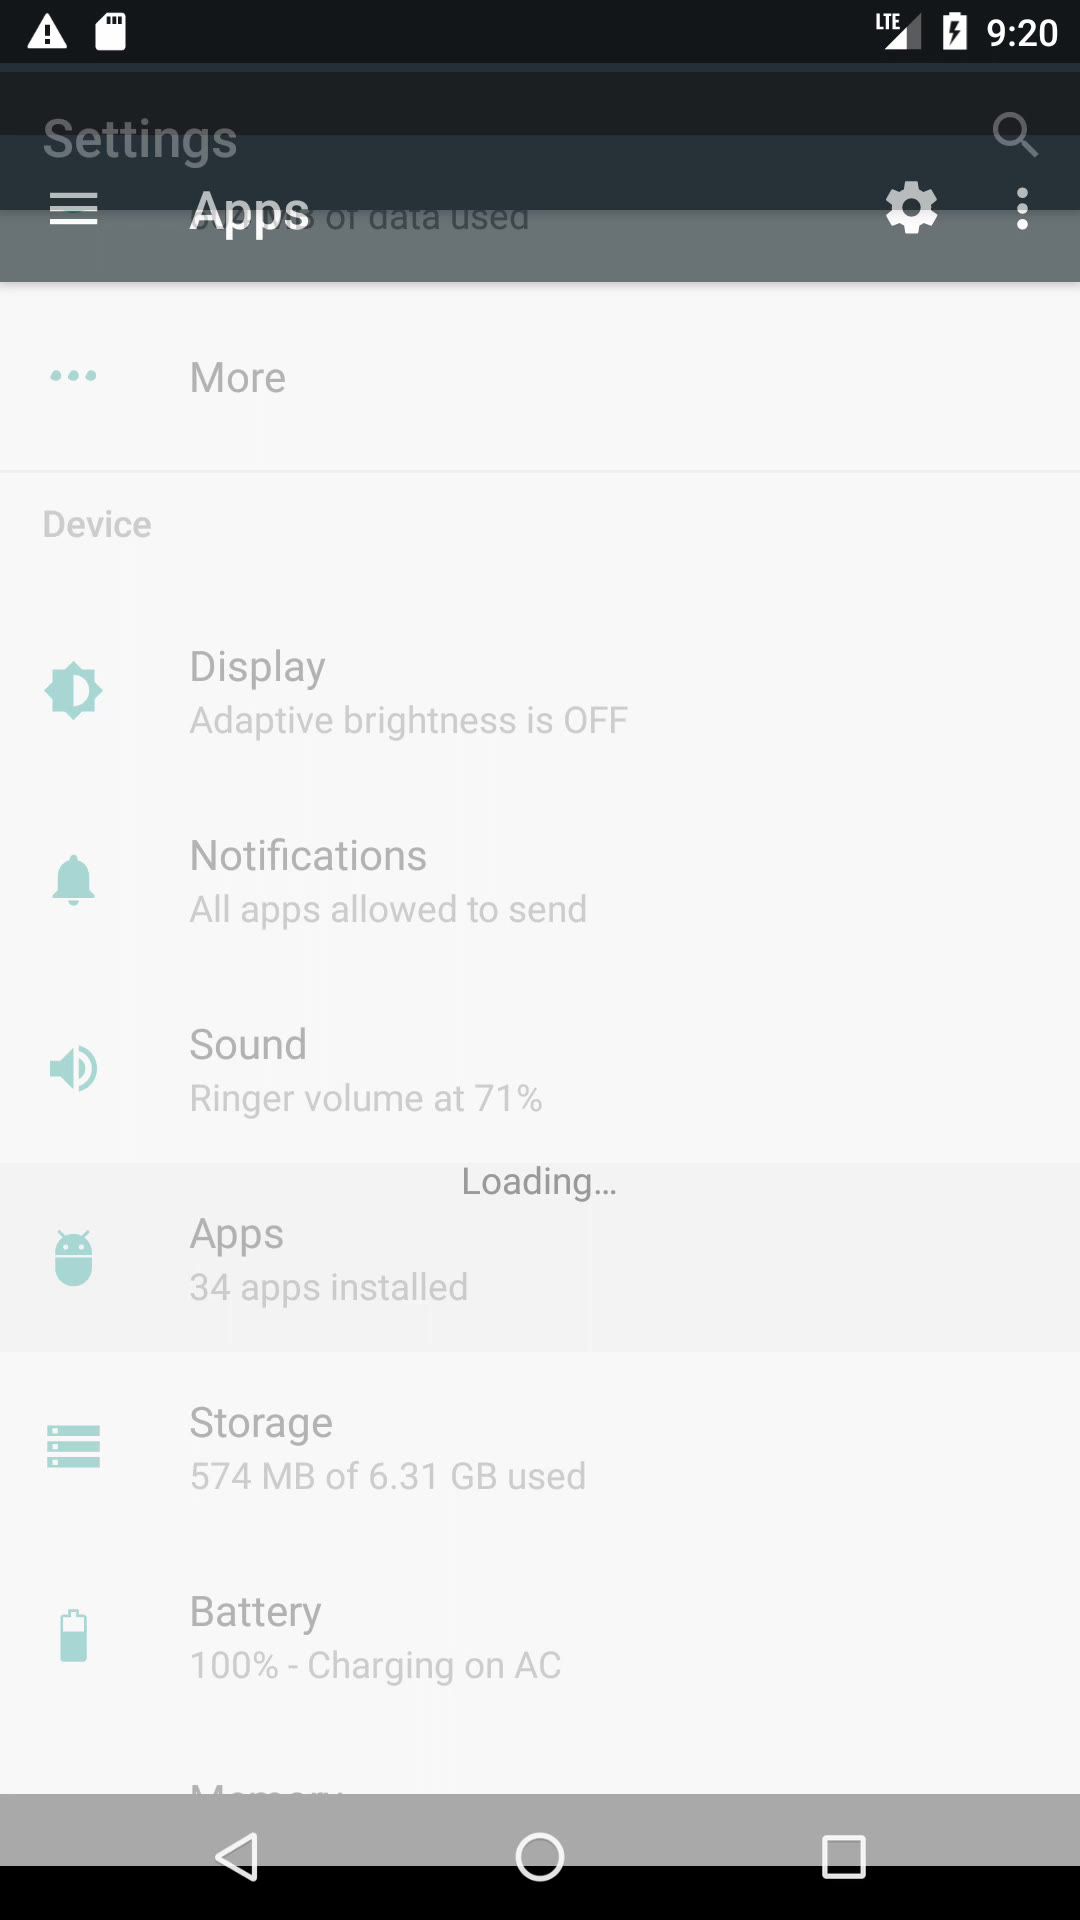 LTE 9:20
Settings
Apps
MB of data used
More
Device
Display
Adaptive brightness is OFF
Notifications
All apps allowed to send
Sound
Ringer volume at 71%
Loading…
Apps
34 apps installed
Storage
574 MB of 6.31 GB used
Battery
100% - Charging on AC
Memory